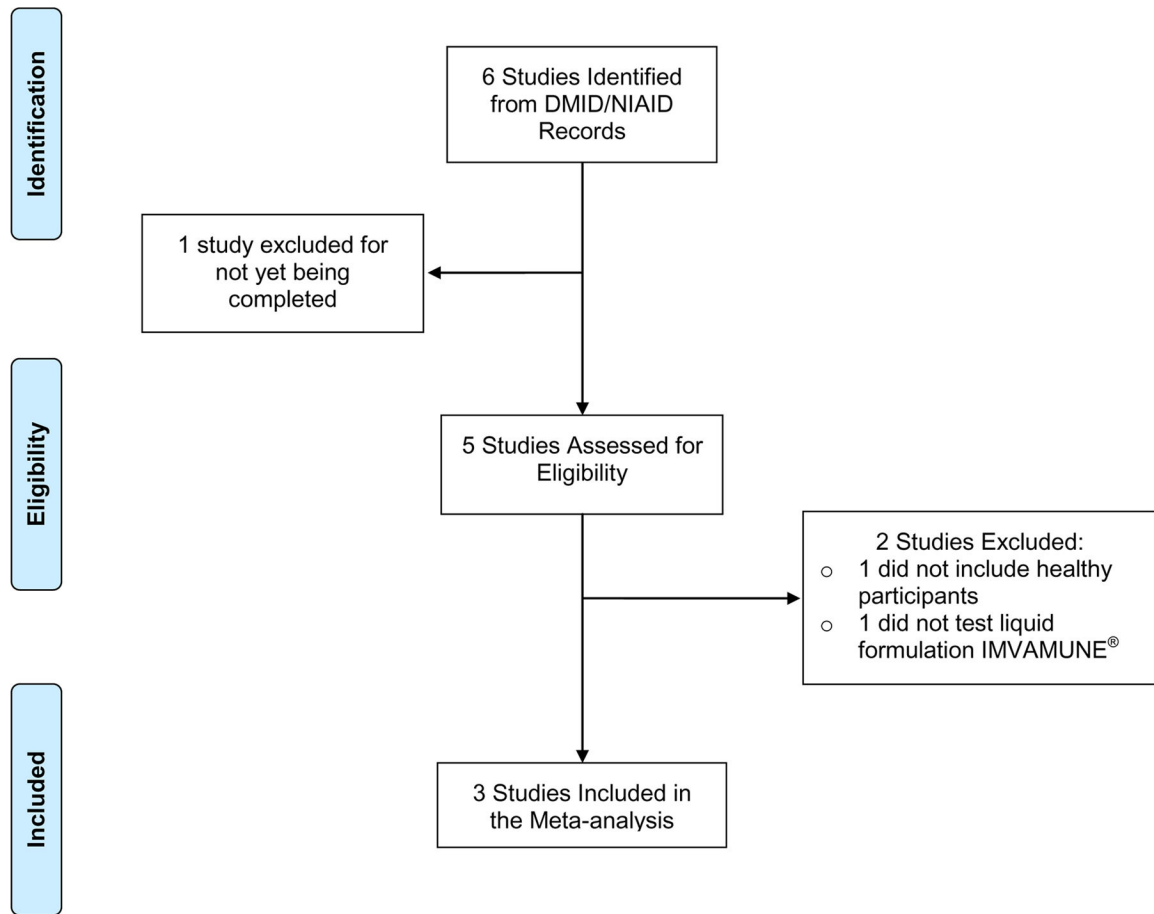 Identification
6 Studies Identified
from DMID/NIAID
Records
1 study excluded for
not yet being
completed
Eligibility
5 Studies Assessed for
Eligibility
2 Studies Excluded:
o 1 did not include healthy
participants
o 1 did not test liquid
formulation IMVAMUNE®
Included
3 Studies Included in
the Meta-analysis